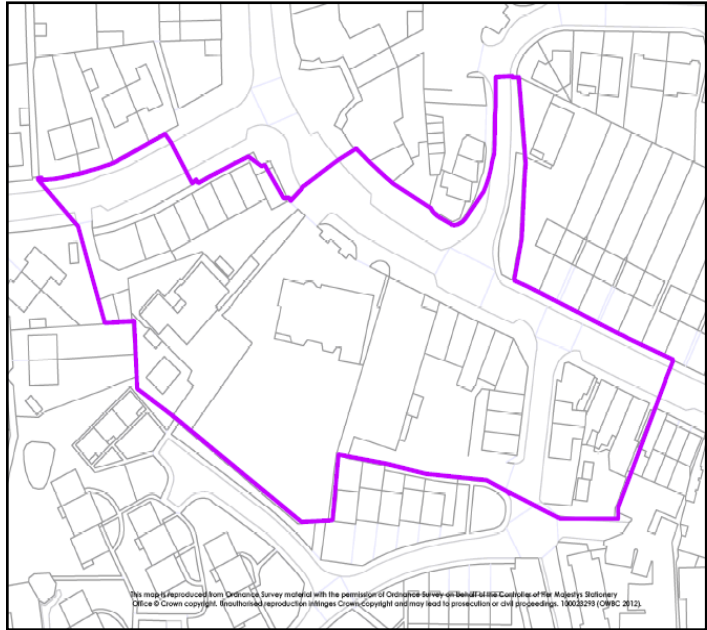 This map is reproduced from Ordnance Survey material with the permission of Ordnance Survey on behalf of the Controller of Her Majesty's Stationery
Office © Crown copyright. Unauthorised reproduction infringes Crown copyright and may lead to prosecution or civil proceedings. 100023293 (OWBC 2012).